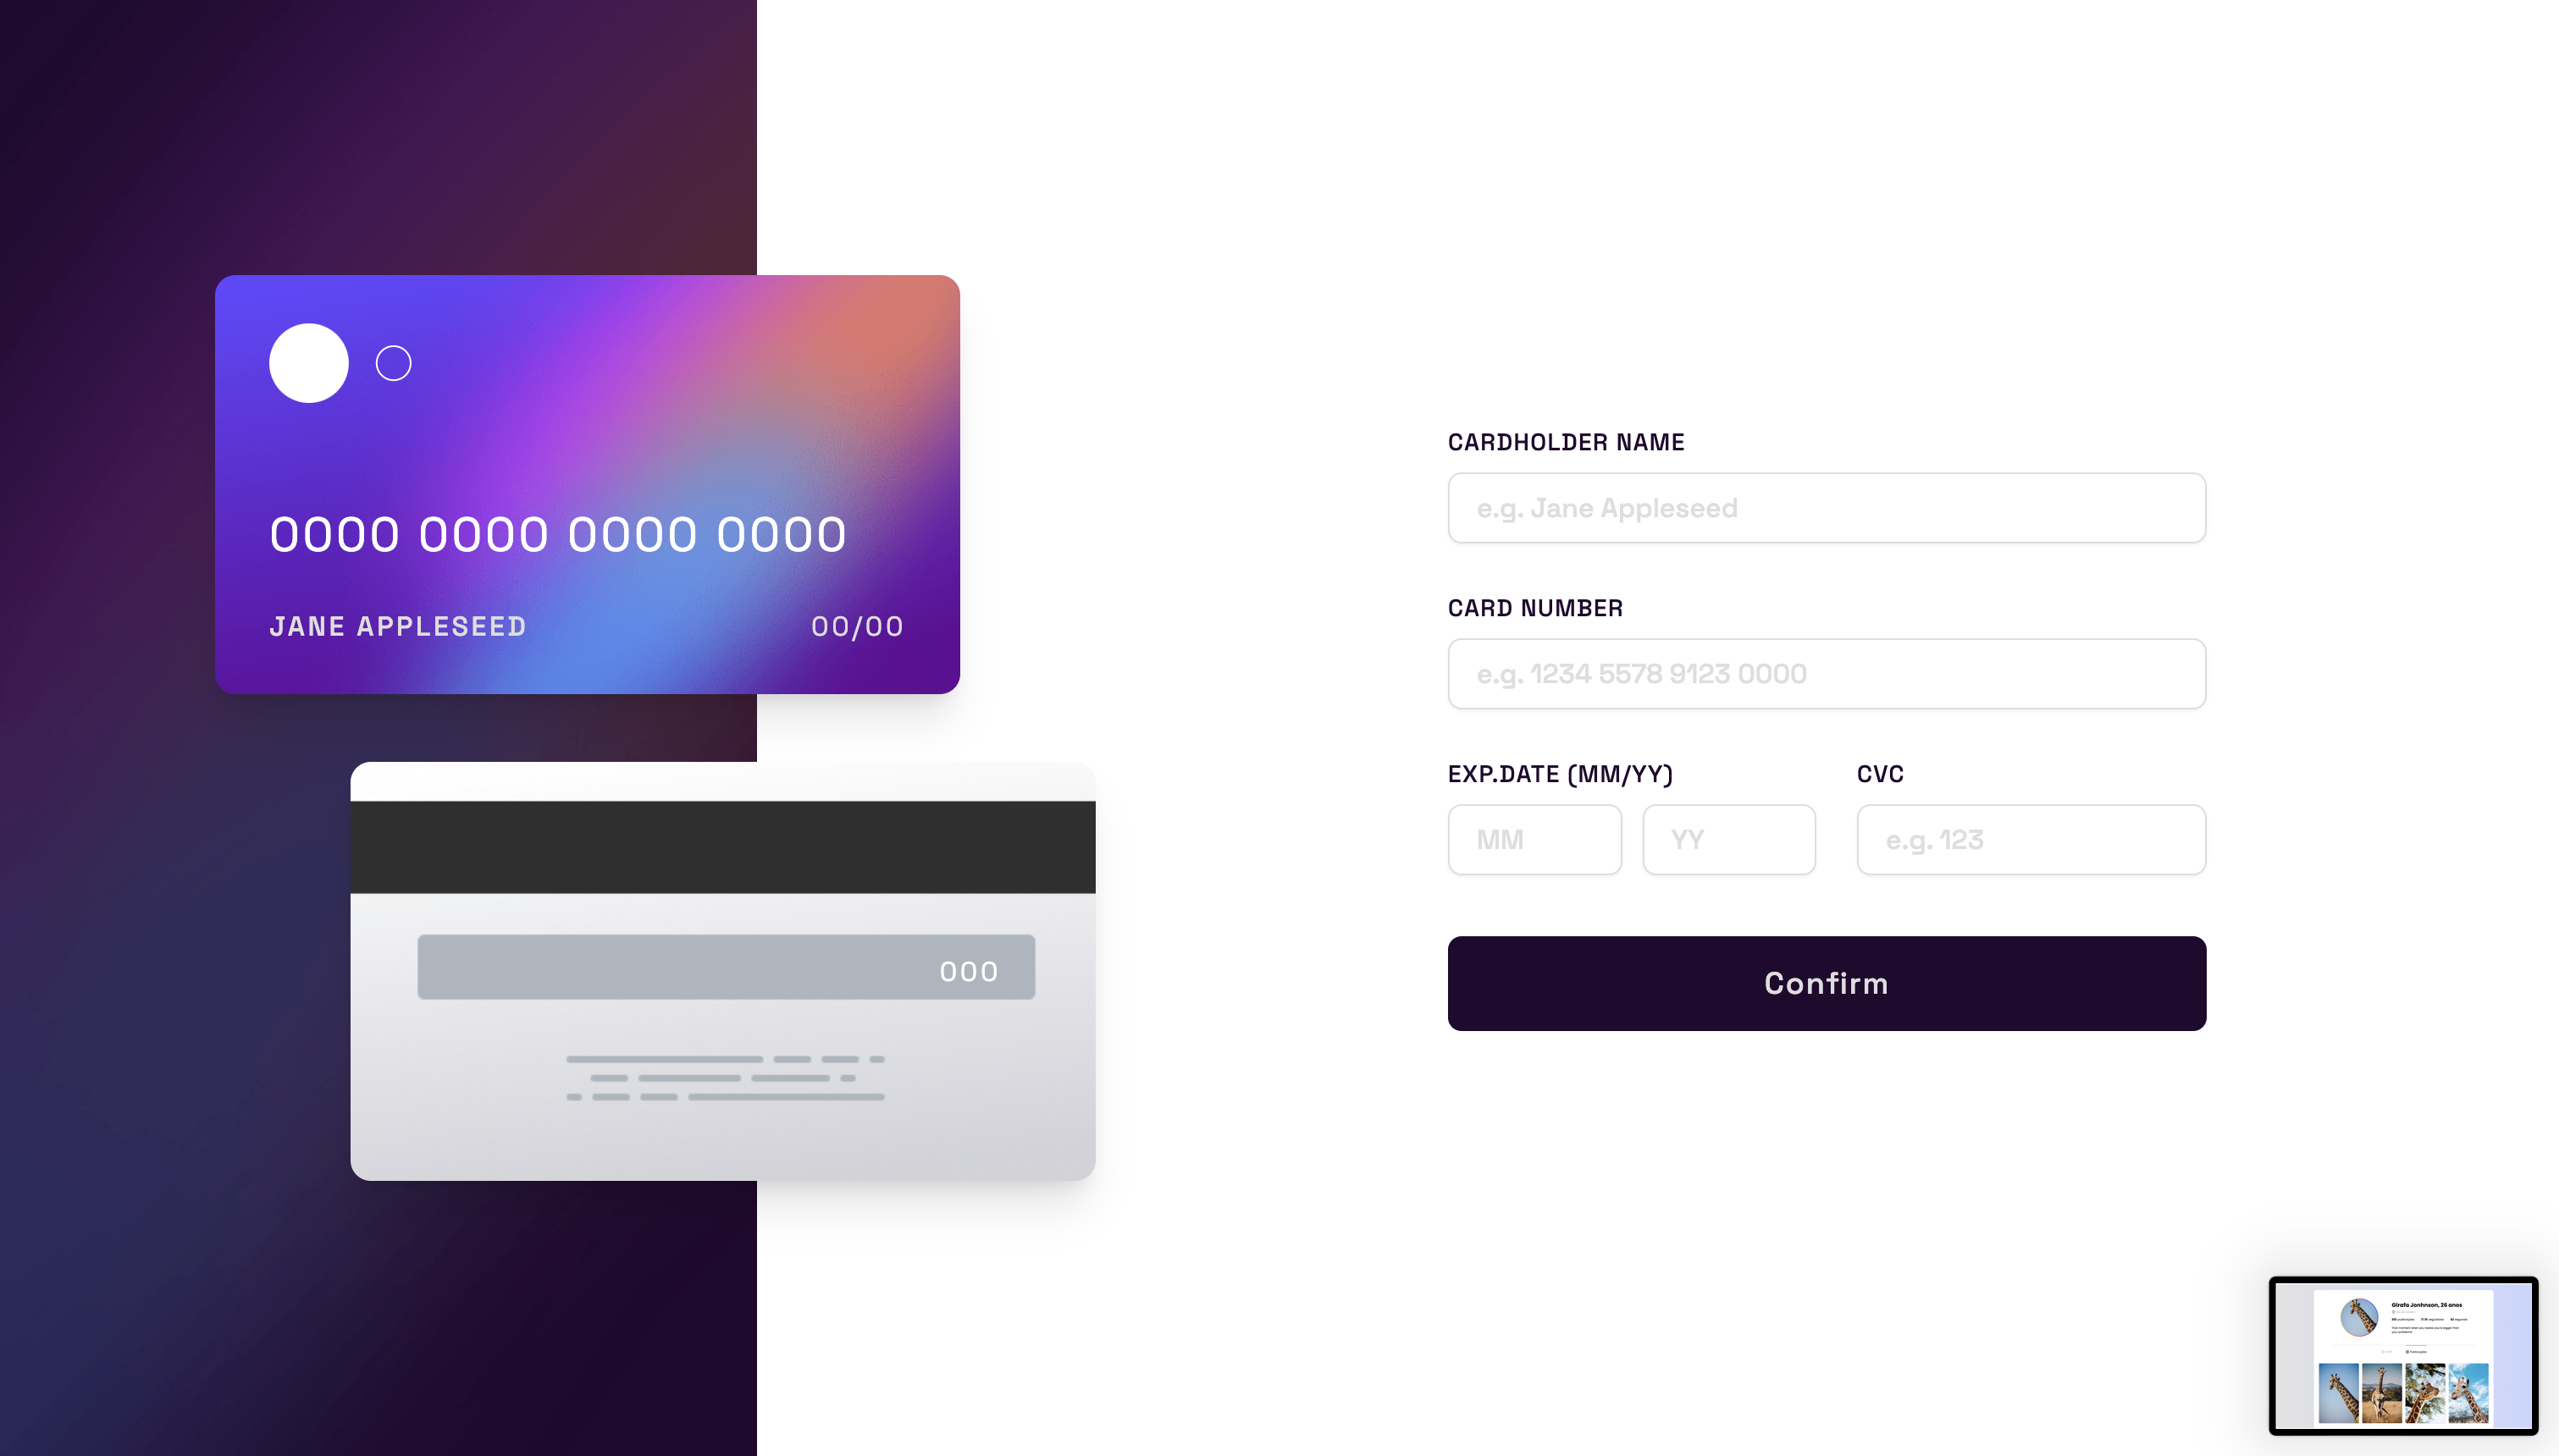 0000 0000 0000 0000
JANE APPLESEED 00/00
000
CARDHOLDER NAME
e.g. Jane Appleseed
CARD NUMBER
e.g. 1234 5578 9123 0000
EXP.DATE (MM/YY) CVC
MM YY e.g. 123
Confirm
Girafa Jonhnson, 26 anos
Publicações